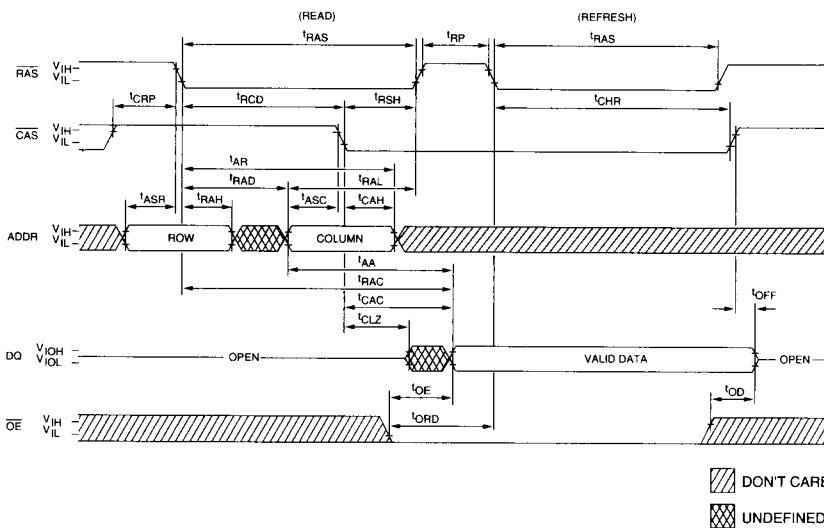 (READ) (REFRESH)
tRAS tRP tRAS
RAS VIH VIL
tCRP tRCD tRSH tCHR
CAS VIH VIL
tAR
tRAD tRAL
tASR tRAH tASC tCAH
ADDR VIH VIL ROW COLUMN
tAA
tRAC
tCAC tOFF
tCLZ
DQ VIOH VIOL OPEN VALID DATA OPEN
tOE tOD
tORD
OE VIH VIL
DON'T CARE
UNDEFINED